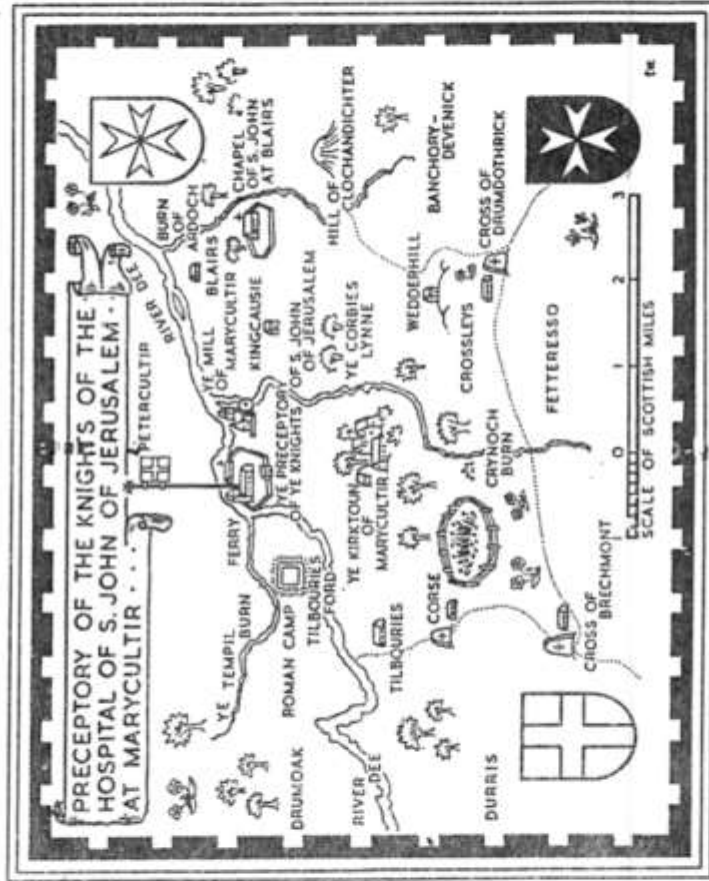 PRECEPTORY OF THE KNIGHTS OF THE
HOSPITAL OF S. JOHN OF JERUSALEM ·
AT MARYCULTIR · · ·
PETERCULTIR
RIVER DEE
BURN
OF
ARDOCH
BLAIRS
CHAPEL
OF S. JOHN
AT BLAIRS
YE MILL
OF MARYCULTIR
KINGCAUSIE
FERRY
YE PRECEPTORY
OF YE KNIGHTS OF S. JOHN
OF JERUSALEM
YE TEMPIL
BURN
ROMAN CAMP
TILBOURIES
FORD
DRUMOAK
RIVER
DEE
YE KIRKTOUN
OF
MARYCULTIR
YE CORBIES
LYNNE
HILL OF
CLOCHANDICHTER
TILBOURIES
CORSE
CRYNOCH
BURN
CROSSLEYS
WEDDERHILL
BANCHORY-
DEVENICK
CROSS OF
DRUMDOTHRICK
DURRIS
CROSS OF
BRECHMONT
FETTERESSO
0 1 2 3
SCALE OF SCOTTISH MILES